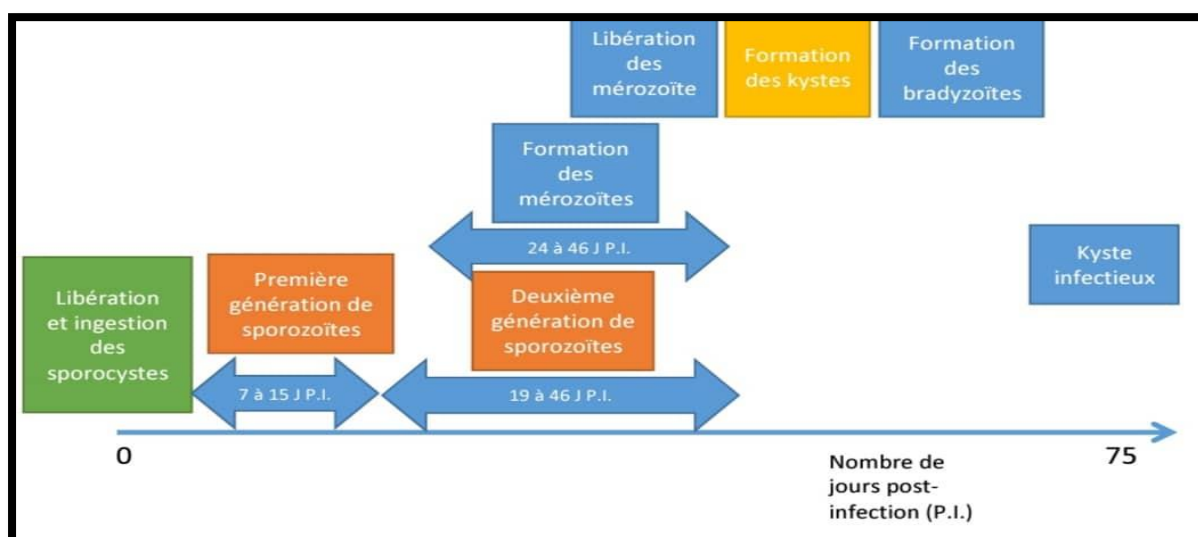 Libération
des
mérozoïte
Formation
des kystes
Formation
des
bradyzoïtes
Formation
des
mérozoïtes
24 à 46 J P.I.
Kyste
infectieux
Libération
et ingestion
des
sporocystes
Première
génération de
sporozoïtes
Deuxième
génération de
sporozoïtes
7 à 15 J P.I.
19 à 46 J P.I.
0
75
Nombre de
jours post-
infection (P.I.)